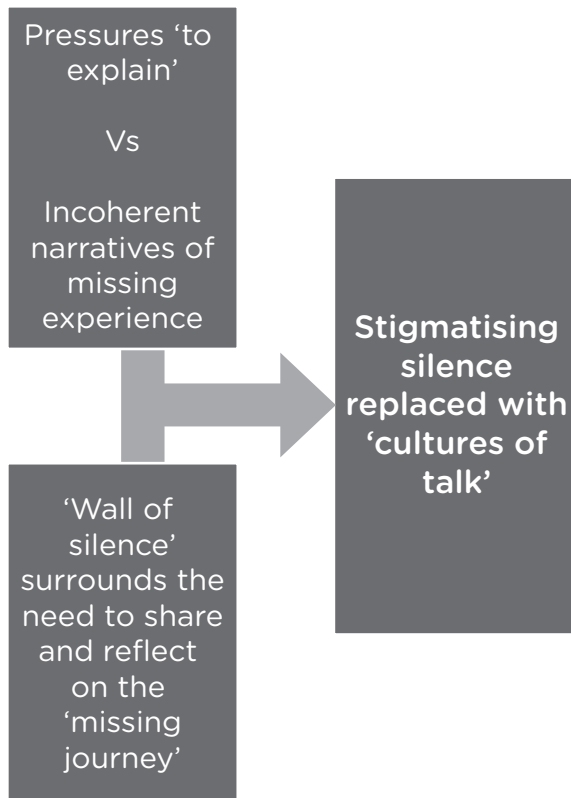 Pressures ‘to
explain’
Vs
Incoherent
narratives of
missing
experience
‘Wall of
silence’
surrounds the
need to share
and reflect
on the
‘missing
journey’
Stigmatising
silence
replaced with
‘cultures of
talk’